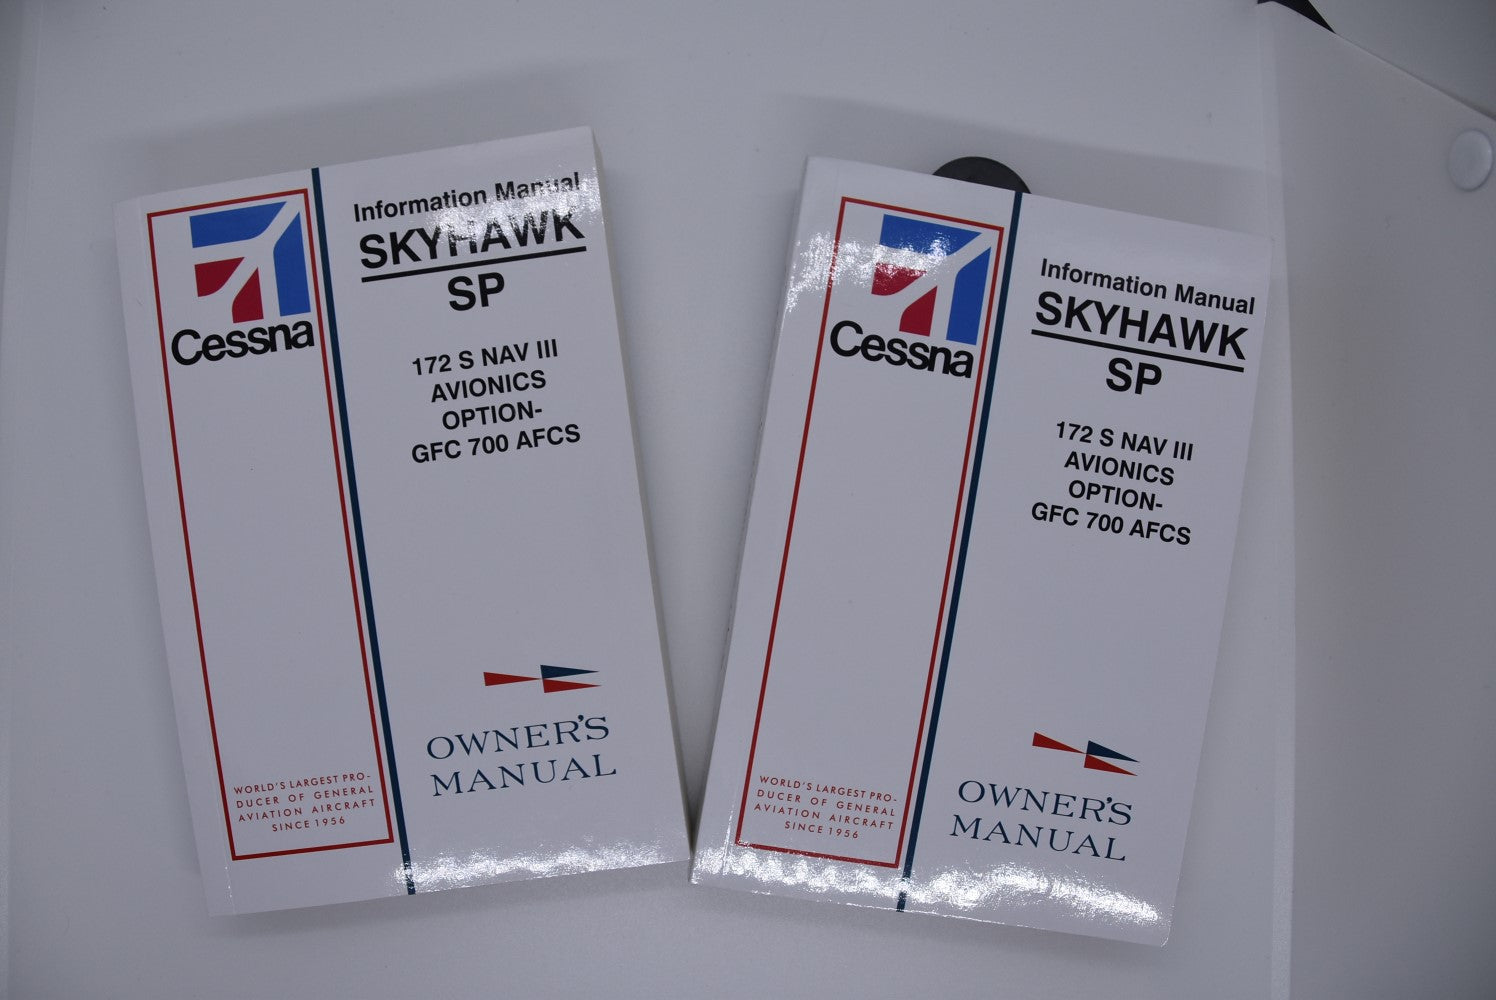 Cessna
Information Manual
SKYHAWK
SP
172 S NAV III
AVIONICS
OPTION-
GFC 700 AFCS
OWNER'S
MANUAL
WORLD'S LARGEST PRO-
DUCER OF GENERAL
AVIATION AIRCRAFT
SINCE 1956
Cessna
Information Manual
SKYHAWK
SP
172 S NAV III
AVIONICS
OPTION-
GFC 700 AFCS
OWNER'S
MANUAL
WORLD'S LARGEST PRO-
DUCER OF GENERAL
AVIATION AIRCRAFT
SINCE 1956